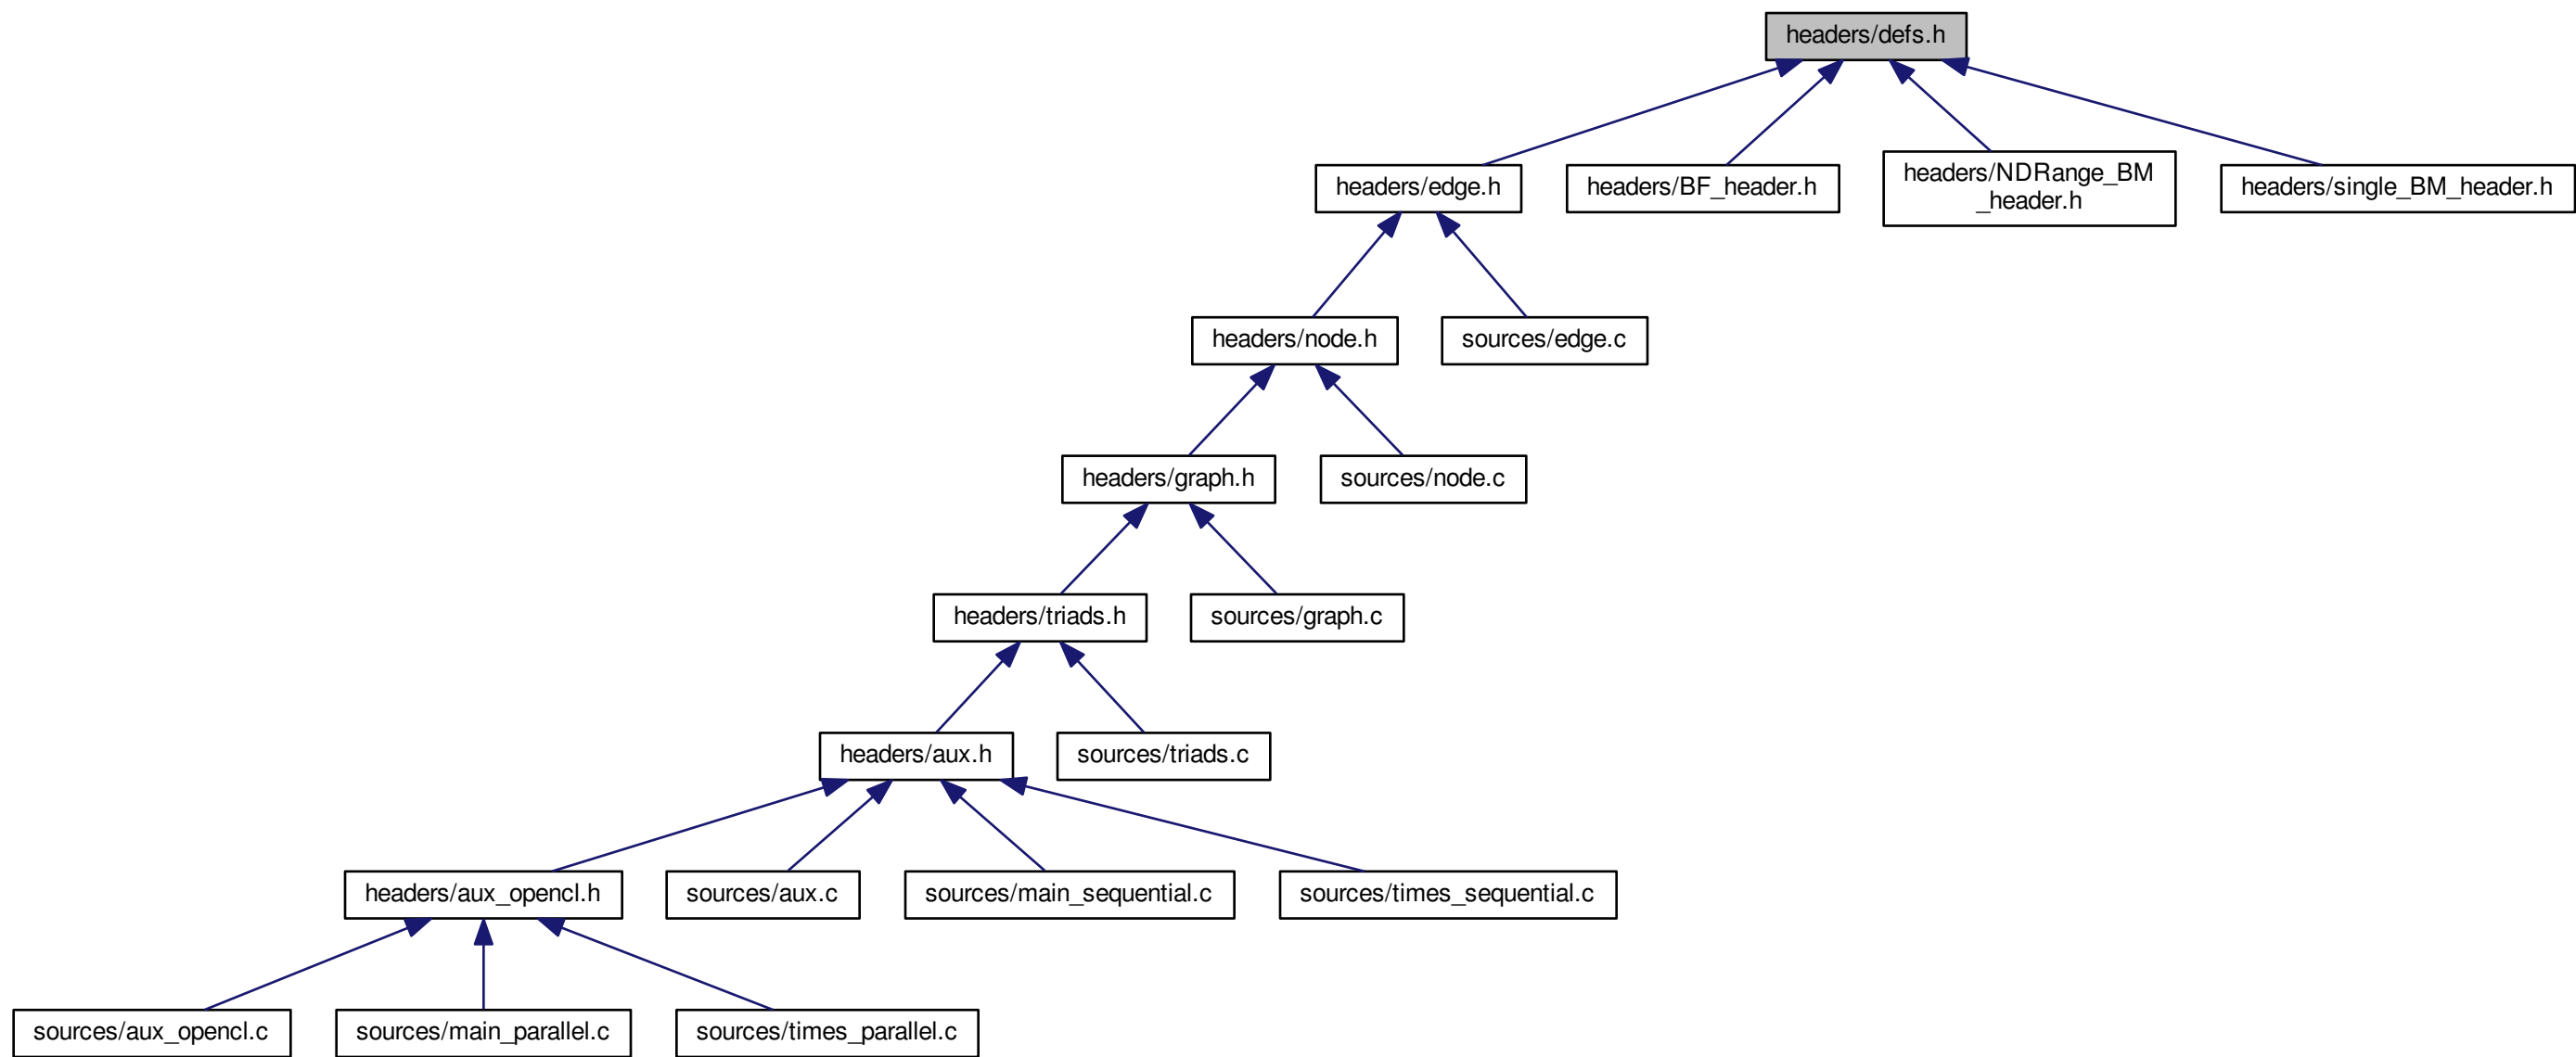 headers/defs.h
headers/edge.h
headers/BF_header.h
headers/NDRange_BM
_header.h
headers/single_BM_header.h
headers/node.h
sources/edge.c
headers/graph.h
sources/node.c
headers/triads.h
sources/graph.c
headers/aux.h
sources/triads.c
headers/aux_opencl.h
sources/aux.c
sources/main_sequential.c
sources/times_sequential.c
sources/aux_opencl.c
sources/main_parallel.c
sources/times_parallel.c